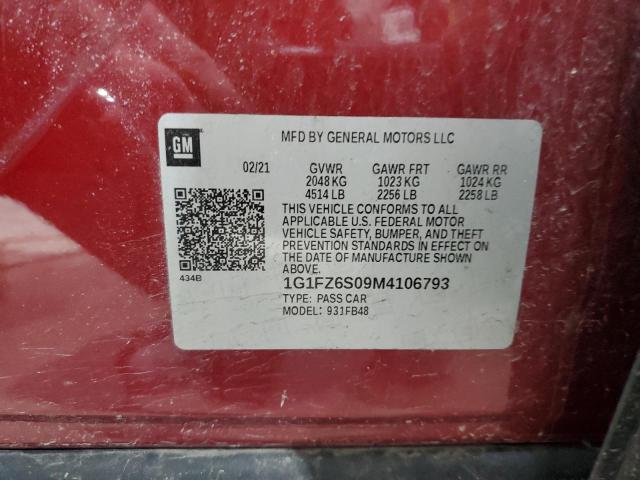 GM
MFD BY GENERAL MOTORS LLC
02/21 GVWR GAWR FRT GAWR RR
2048 KG 1023 KG 1024 KG
4514 LB 2256 LB 2258 LB
THIS VEHICLE CONFORMS TO ALL
APPLICABLE U.S. FEDERAL MOTOR
VEHICLE SAFETY, BUMPER, AND THEFT
PREVENTION STANDARDS IN EFFECT ON
THE DATE OF MANUFACTURE SHOWN
ABOVE.
434B
1G1FZ6S09M4106793
TYPE: PASS CAR
MODEL: 931FB48